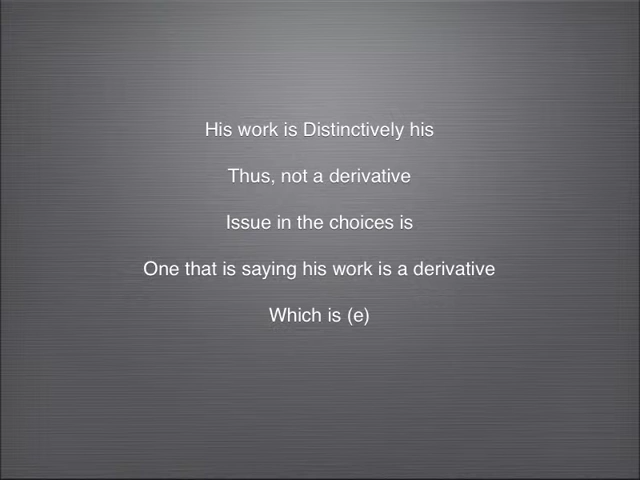 His work is Distinctively his
Thus, not a derivative
Issue in the choices is
One that is saying his work is a derivative
Which is (e)